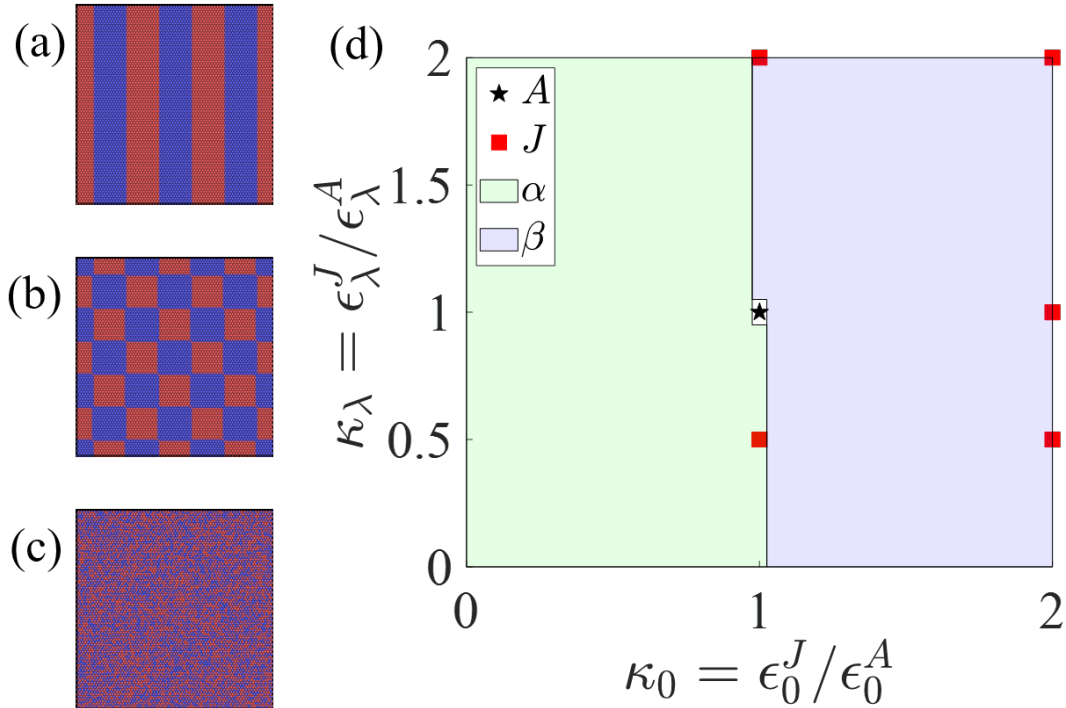 (a)
(b)
(c)
(d)
2
1.5
1
0.5
0
κλ = ϵλᴶ/ϵλᴬ
A
J
α
β
0 1 2
κ₀ = ϵ₀ᴶ/ϵ₀ᴬ